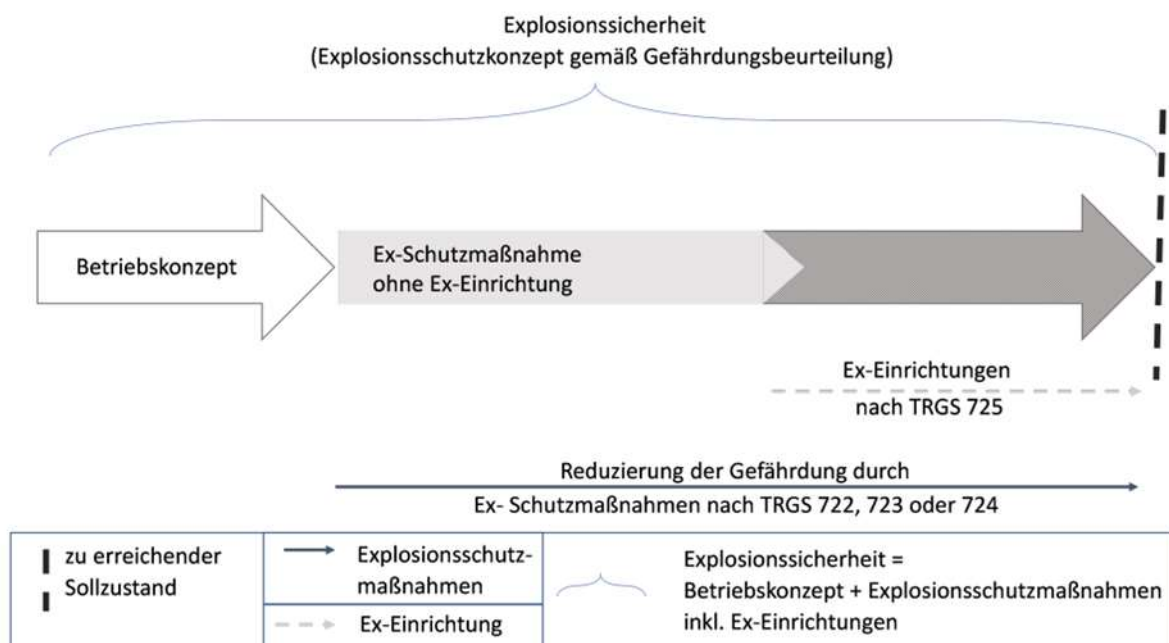 Explosionssicherheit
(Explosionsschutzkonzept gemäß Gefährdungsbeurteilung)
Betriebskonzept
Ex-Schutzmaßnahme
ohne Ex-Einrichtung
Ex-Einrichtungen
nach TRGS 725
Reduzierung der Gefährdung durch
Ex- Schutzmaßnahmen nach TRGS 722, 723 oder 724
zu erreichender
Sollzustand
Explosionsschutz-
maßnahmen
Ex-Einrichtung
Explosionssicherheit =
Betriebskonzept + Explosionsschutzmaßnahmen
inkl. Ex-Einrichtungen